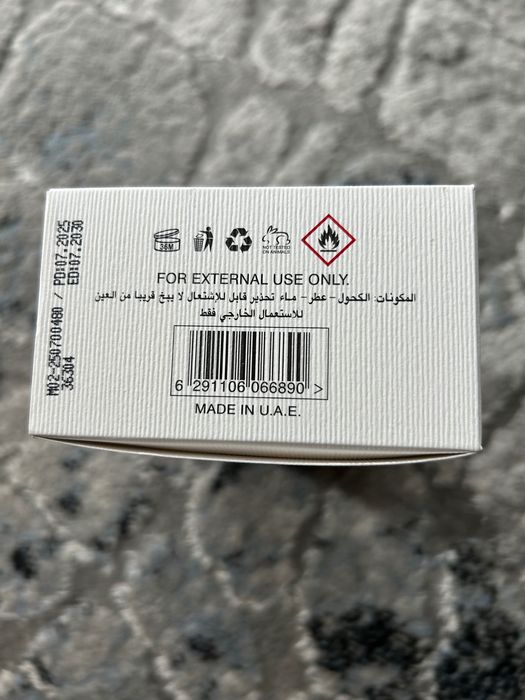 36M
NOT TESTED
ON ANIMALS
FOR EXTERNAL USE ONLY.
المكونات: الكحول - عطر - ماء تحذير قابل للإشتعال لا يبخ قريبا من العين
للاستعمال الخارجي فقط
6 291106 066890 >
MADE IN U.A.E.
M02-250700480 / PD:07.2025
36304 ED:07.2030